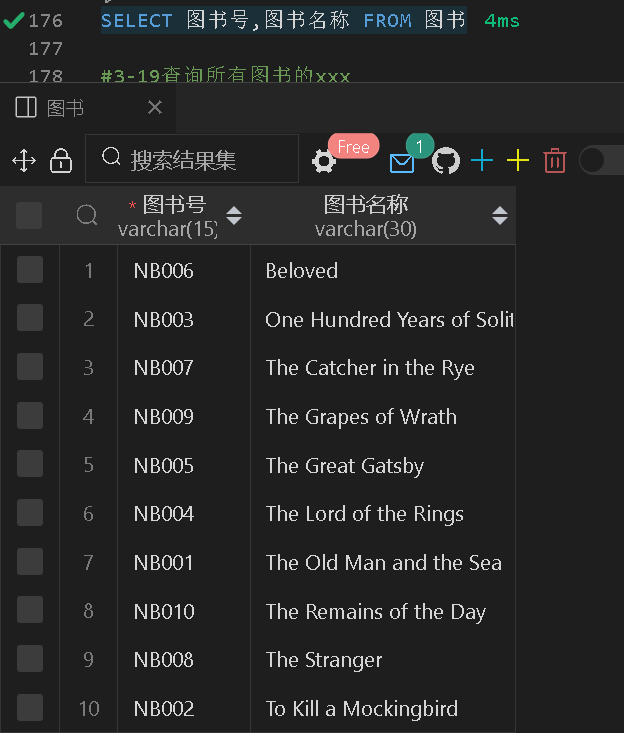 176 SELECT 图书号,图书名称 FROM 图书 4ms
177
178 #3-19查询所有图书的xxx
图书
搜索结果集 Free 1
* 图书号 图书名称
varchar(15) varchar(30)
1 NB006 Beloved
2 NB003 One Hundred Years of Solit
3 NB007 The Catcher in the Rye
4 NB009 The Grapes of Wrath
5 NB005 The Great Gatsby
6 NB004 The Lord of the Rings
7 NB001 The Old Man and the Sea
8 NB010 The Remains of the Day
9 NB008 The Stranger
10 NB002 To Kill a Mockingbird